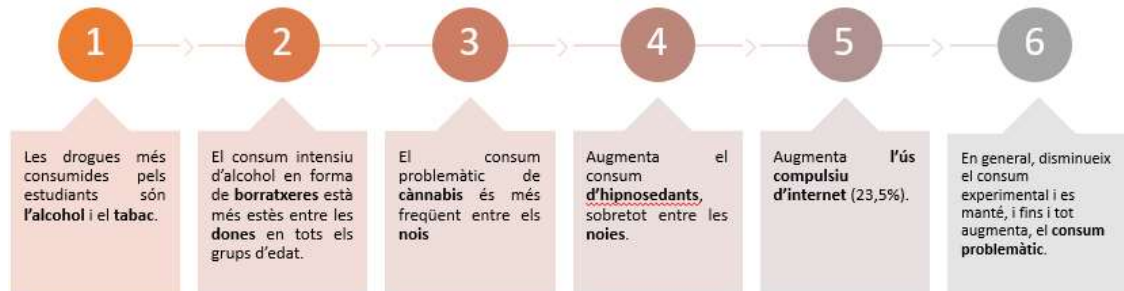 1
2
3
4
5
6
Les drogues més
consumides pels
estudiants són
l'alcohol i el tabac.
El consum intensiu
d'alcohol en forma
de borratxeres està
més estès entre les
dones en tots els
grups d'edat.
El consum
problemàtic de
cànnabis és més
freqüent entre els
nois
Augmenta el
consum
d'hipnosedants,
sobretot entre les
noies.
Augmenta l'ús
compulsiu
d'internet (23,5%).
En general, disminueix
el consum
experimental i es
manté, i fins i tot
augmenta, el consum
problemàtic.